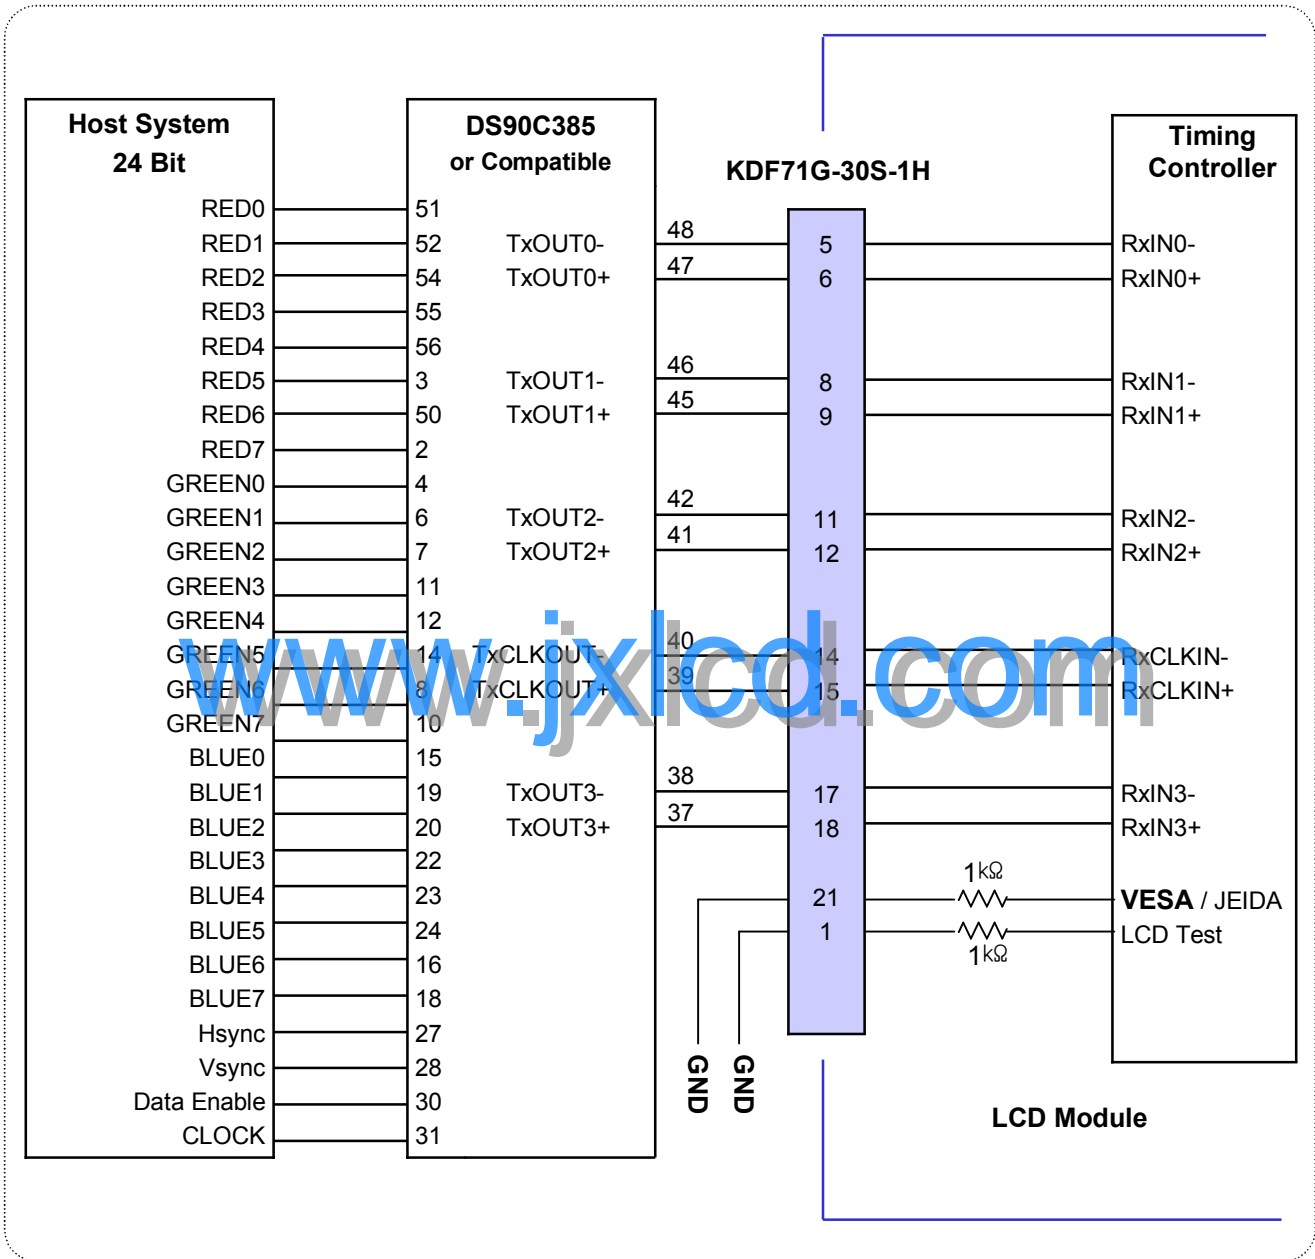 Host System
24 Bit
RED0
RED1
RED2
RED3
RED4
RED5
RED6
RED7
GREEN0
GREEN1
GREEN2
GREEN3
GREEN4
GREEN5
GREEN6
GREEN7
BLUE0
BLUE1
BLUE2
BLUE3
BLUE4
BLUE5
BLUE6
BLUE7
Hsync
Vsync
Data Enable
CLOCK
DS90C385
or Compatible
51
52
54
55
56
3
50
2
4
6
7
11
12
14
8
10
15
19
20
22
23
24
16
18
27
28
30
31
TxOUT0-
TxOUT0+
TxOUT1-
TxOUT1+
TxOUT2-
TxOUT2+
TxCLKOUT-
TxCLKOUT+
TxOUT3-
TxOUT3+
48
47
46
45
42
41
40
39
38
37
GND
GND
KDF71G-30S-1H
5
6
8
9
11
12
14
15
17
18
21
1
1kΩ
1kΩ
Timing
Controller
RxIN0-
RxIN0+
RxIN1-
RxIN1+
RxIN2-
RxIN2+
RxCLKIN-
RxCLKIN+
RxIN3-
RxIN3+
VESA / JEIDA
LCD Test
LCD Module
www.jxlcd.com